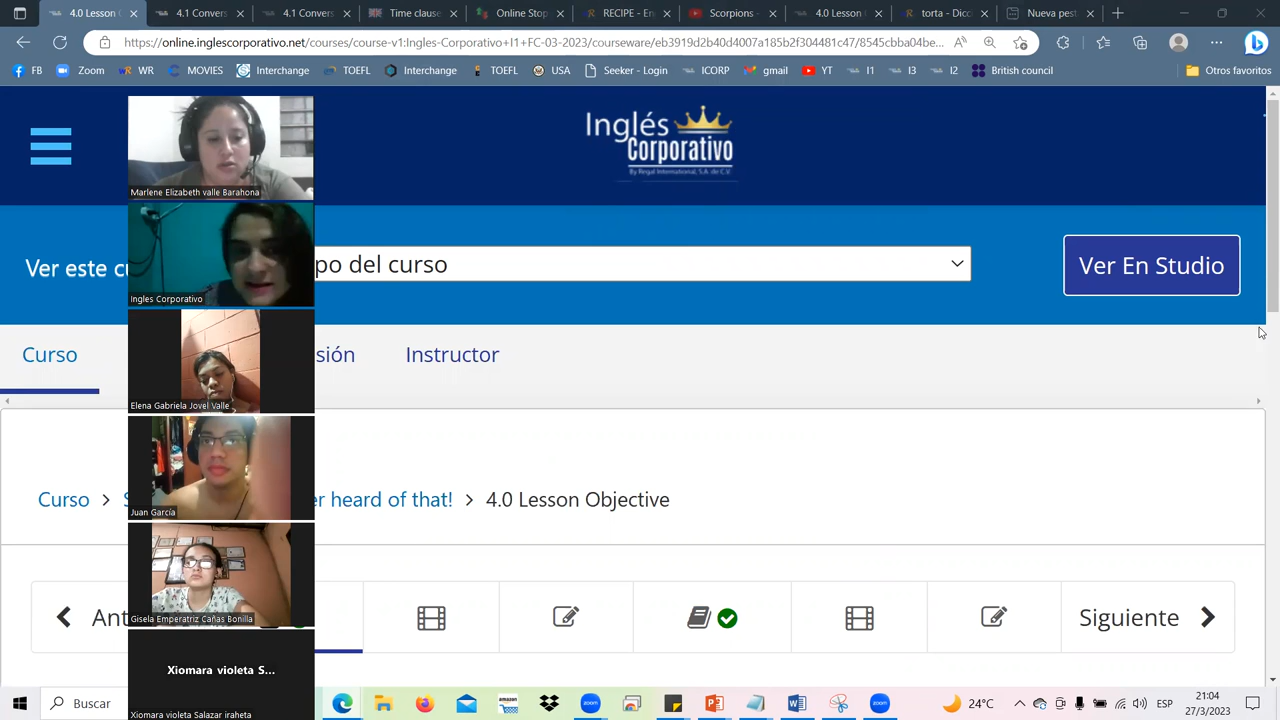 4.0 Lesson
4.1 Convers
4.1 Convers
Time clause
Online Stop
RECIPE - En
Scorpions -
4.0 Lesson
torta - Dicc
Nueva pest
https://online.inglescorporativo.net/courses/course-v1:Ingles-Corporativo+I1+FC-03-2023/courseware/eb3919d2b40d4007a185b2f304481c47/8545cbba04be...
FB
Zoom
WR
MOVIES
Interchange
TOEFL
Interchange
TOEFL
USA
Seeker - Login
ICORP
gmail
YT
I1
I3
I2
British council
Otros favoritos
Inglés
Corporativo
By Regal International, S.A. de C.V.
Ver este cu
po del curso
Ver En Studio
Curso
sión
Instructor
Curso > S
er heard of that! > 4.0 Lesson Objective
Ant
Siguiente
Marlene Elizabeth valle Barahona
Ingles Corporativo
Elena Gabriela Jovel Valle
Juan García
Gisela Emperatriz Cañas Bonilla
Xiomara violeta S...
Xiomara violeta Salazar iraheta
Buscar
24°C
ESP
21:04
27/3/2023